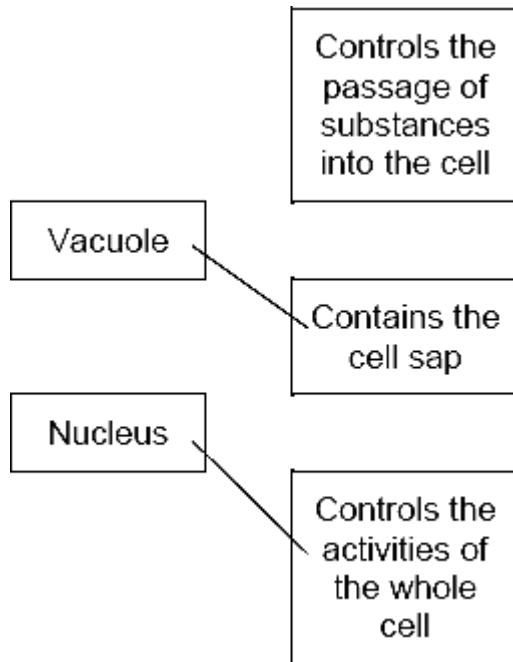 Controls the
passage of
substances
into the cell
Vacuole
Contains the
cell sap
Nucleus
Controls the
activities of
the whole
cell